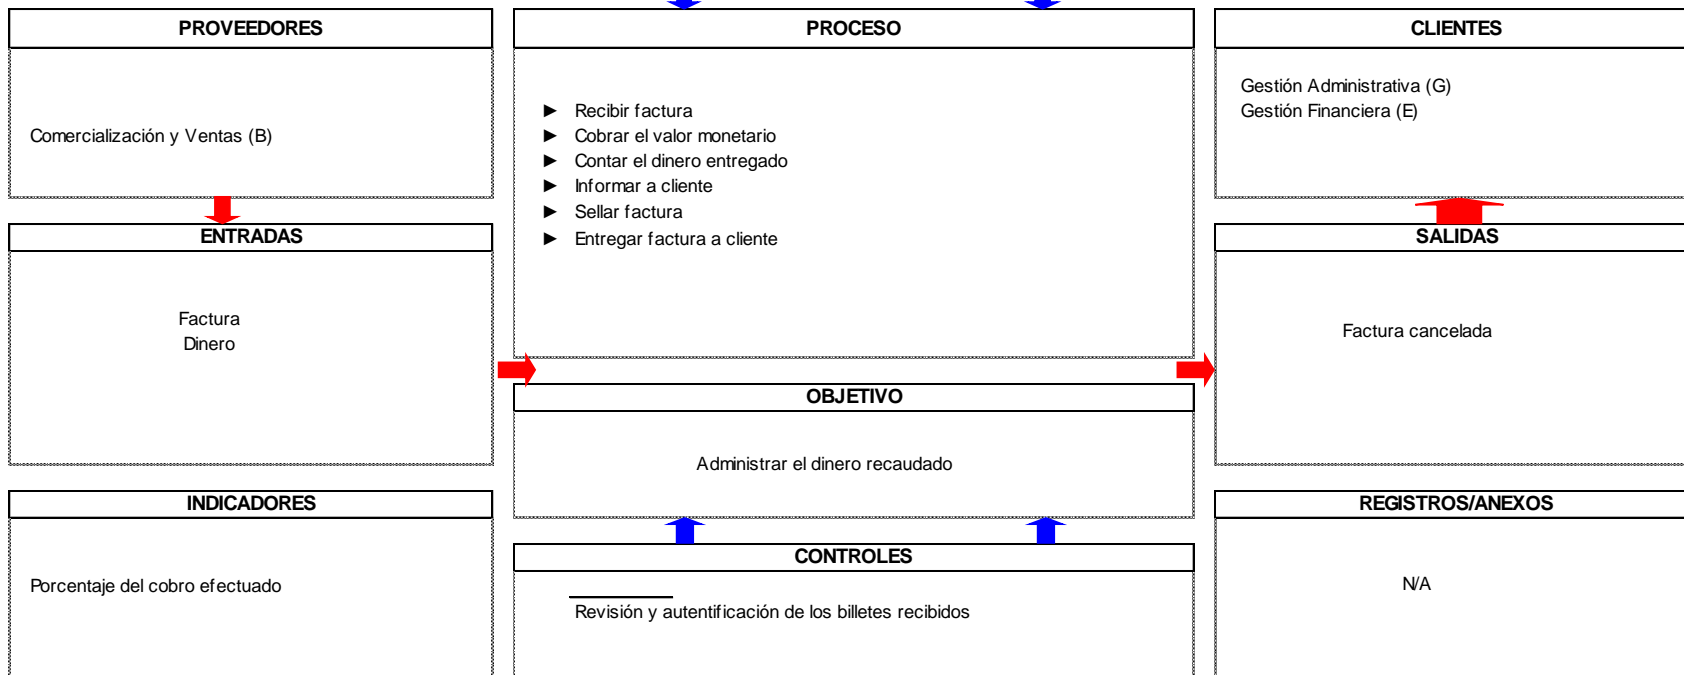 PROVEEDORES
Comercialización y Ventas (B)
ENTRADAS
Factura
Dinero
INDICADORES
Porcentaje del cobro efectuado
PROCESO
► Recibir factura
► Cobrar el valor monetario
► Contar el dinero entregado
► Informar a cliente
► Sellar factura
► Entregar factura a cliente
OBJETIVO
Administrar el dinero recaudado
CONTROLES
Revisión y autentificación de los billetes recibidos
CLIENTES
Gestión Administrativa (G)
Gestión Financiera (E)
SALIDAS
Factura cancelada
REGISTROS/ANEXOS
N/A